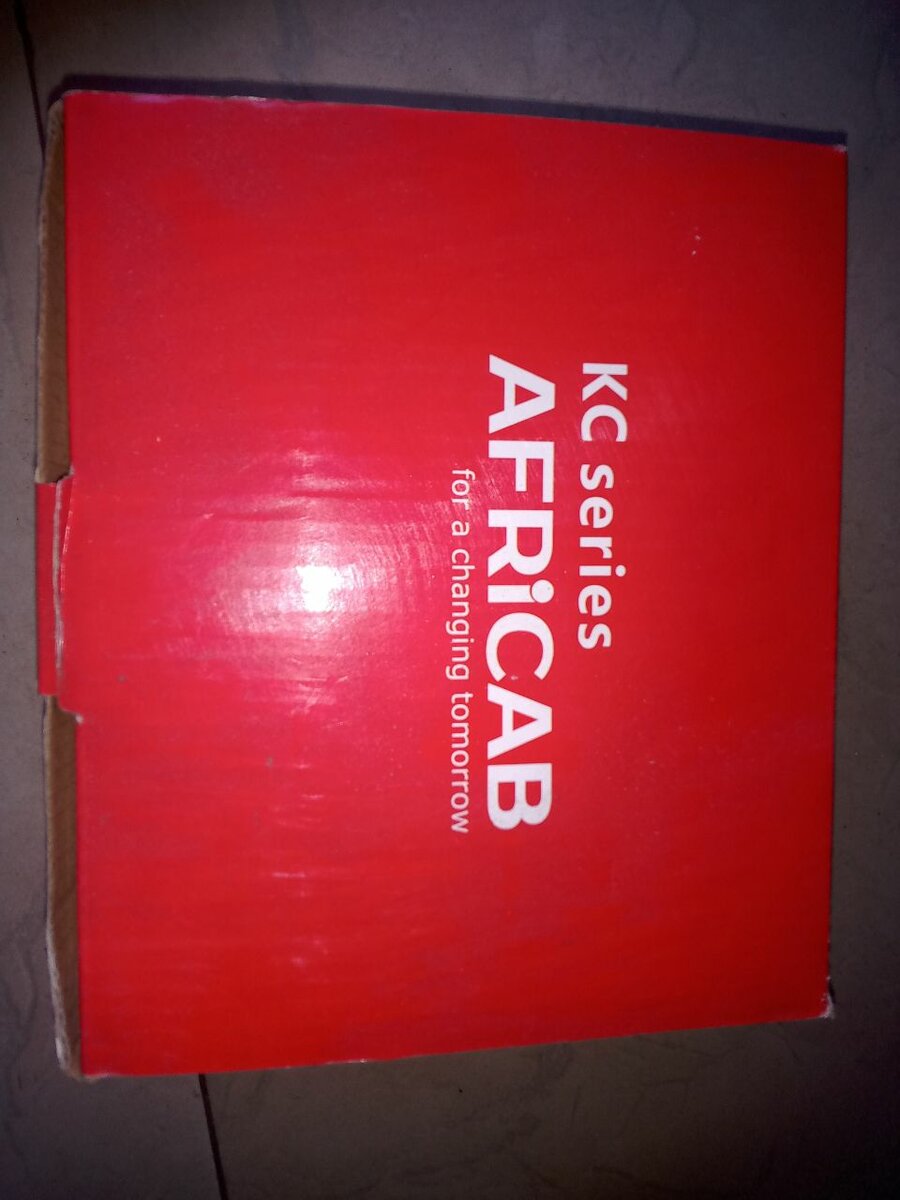 KC series
AFRiCAB
for a changing tomorrow